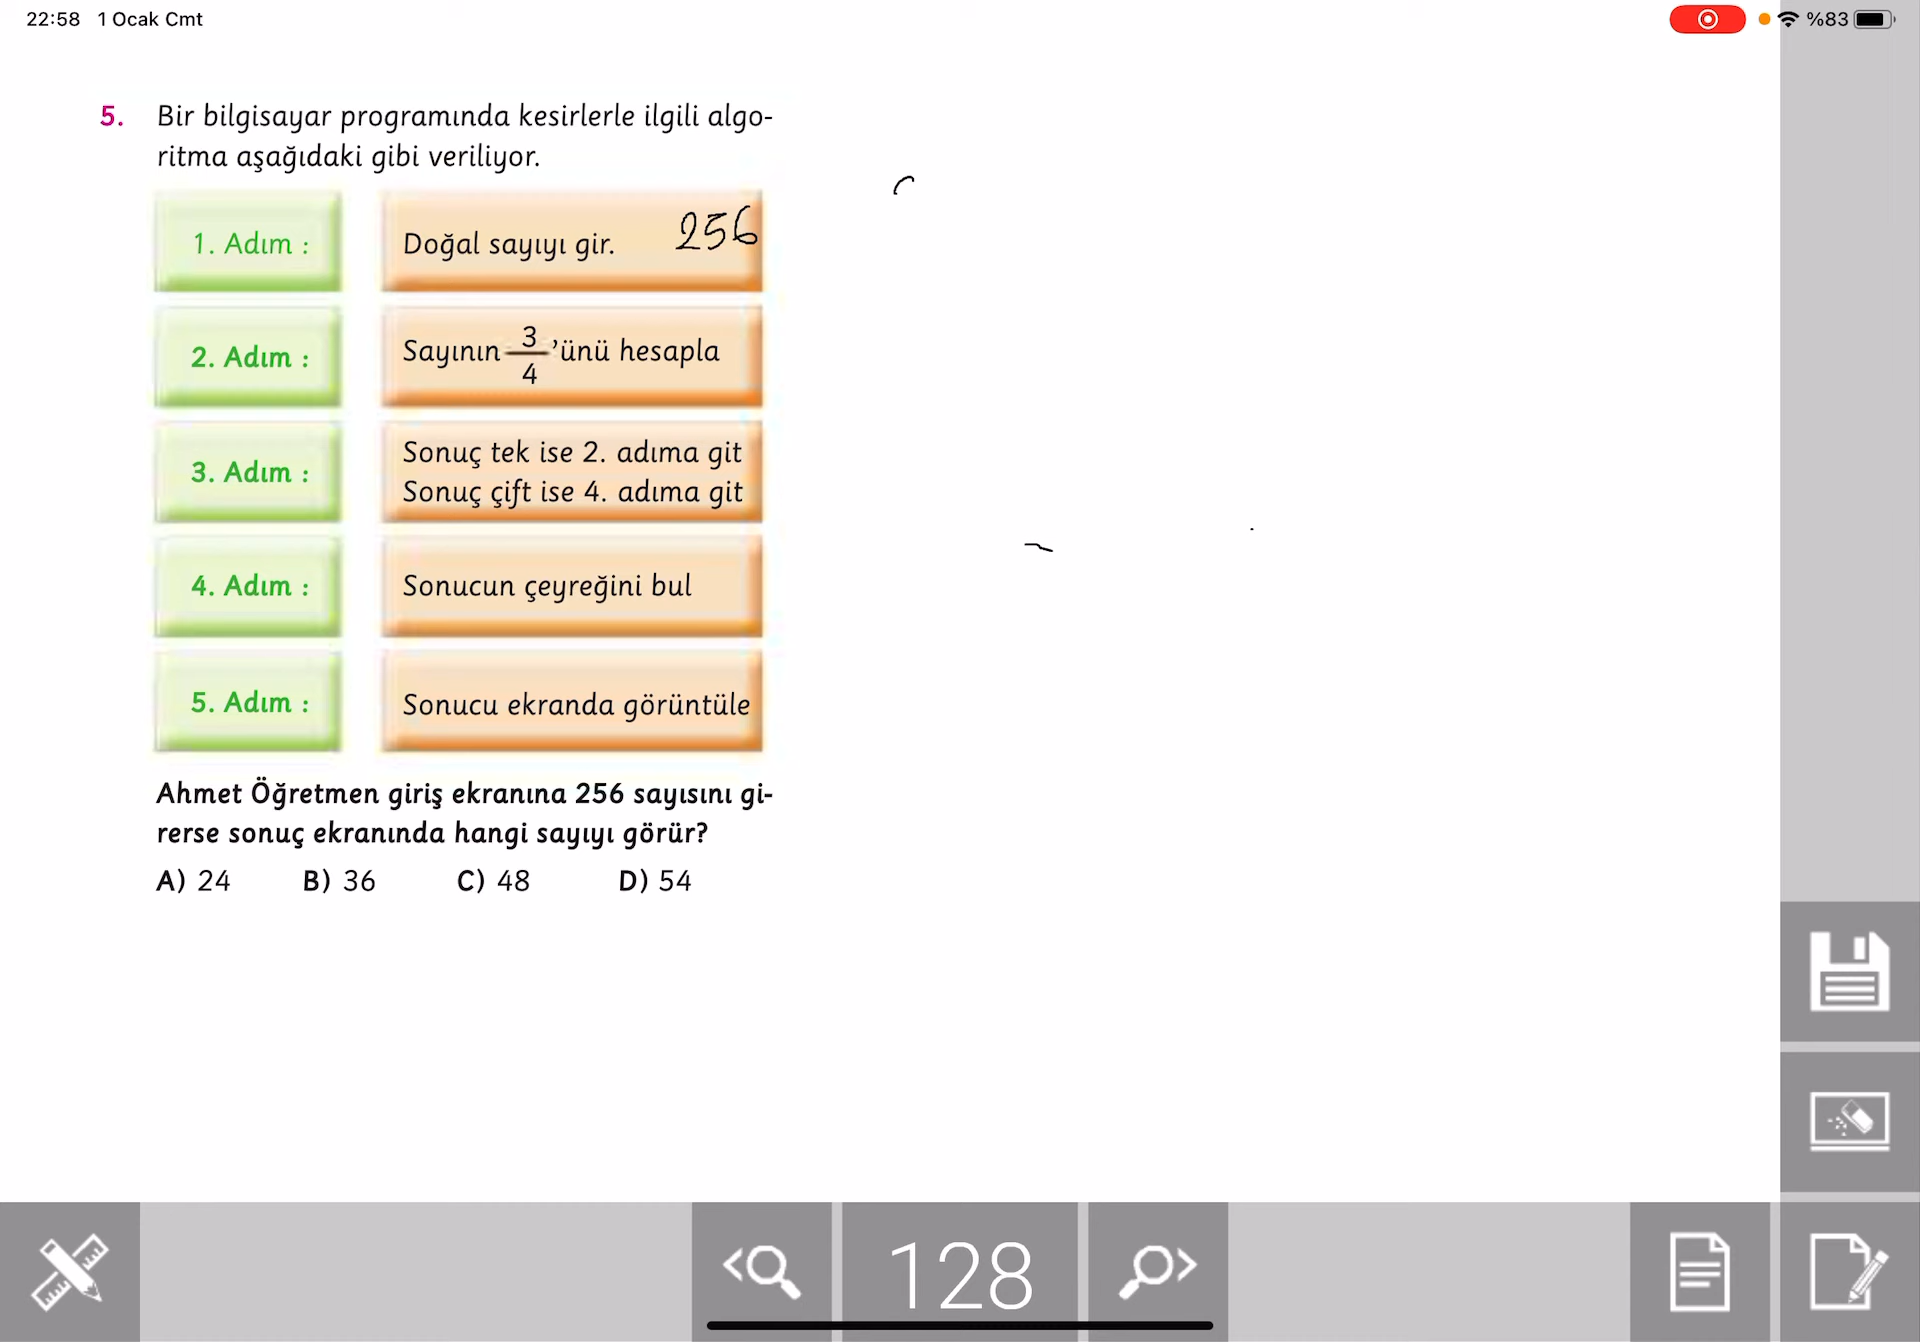 22:58 1 Ocak Cmt
%83
5. Bir bilgisayar programında kesirlerle ilgili algo-
ritma aşağıdaki gibi veriliyor.
1. Adım : Doğal sayıyı gir. 256
2. Adım : Sayının 3/4 'ünü hesapla
3. Adım : Sonuç tek ise 2. adıma git
Sonuç çift ise 4. adıma git
4. Adım : Sonucun çeyreğini bul
5. Adım : Sonucu ekranda görüntüle
Ahmet Öğretmen giriş ekranına 256 sayısını gi-
rerse sonuç ekranında hangi sayıyı görür?
A) 24 B) 36 C) 48 D) 54
128